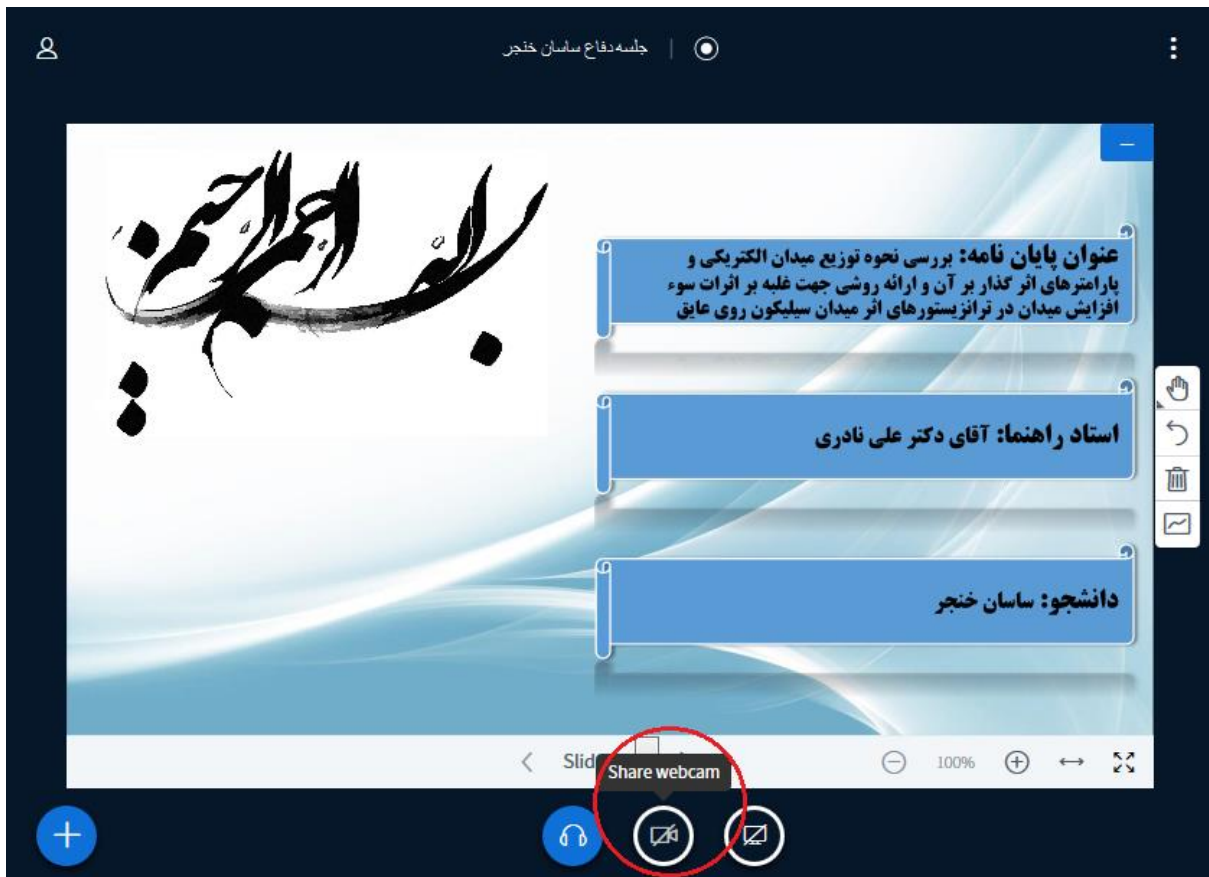 جلسه دفاع ساسان خنجر
بسم الله الرحمن الرحیم
عنوان پایان نامه: بررسی نحوه توزیع میدان الکتریکی و
پارامترهای اثر گذار بر آن و ارائه روشی جهت غلبه بر اثرات سوء
افزایش میدان در ترانزیستورهای اثر میدان سیلیکون روی عایق
استاد راهنما: آقای دکتر علی نادری
دانشجو: ساسان خنجر
100%
Share webcam